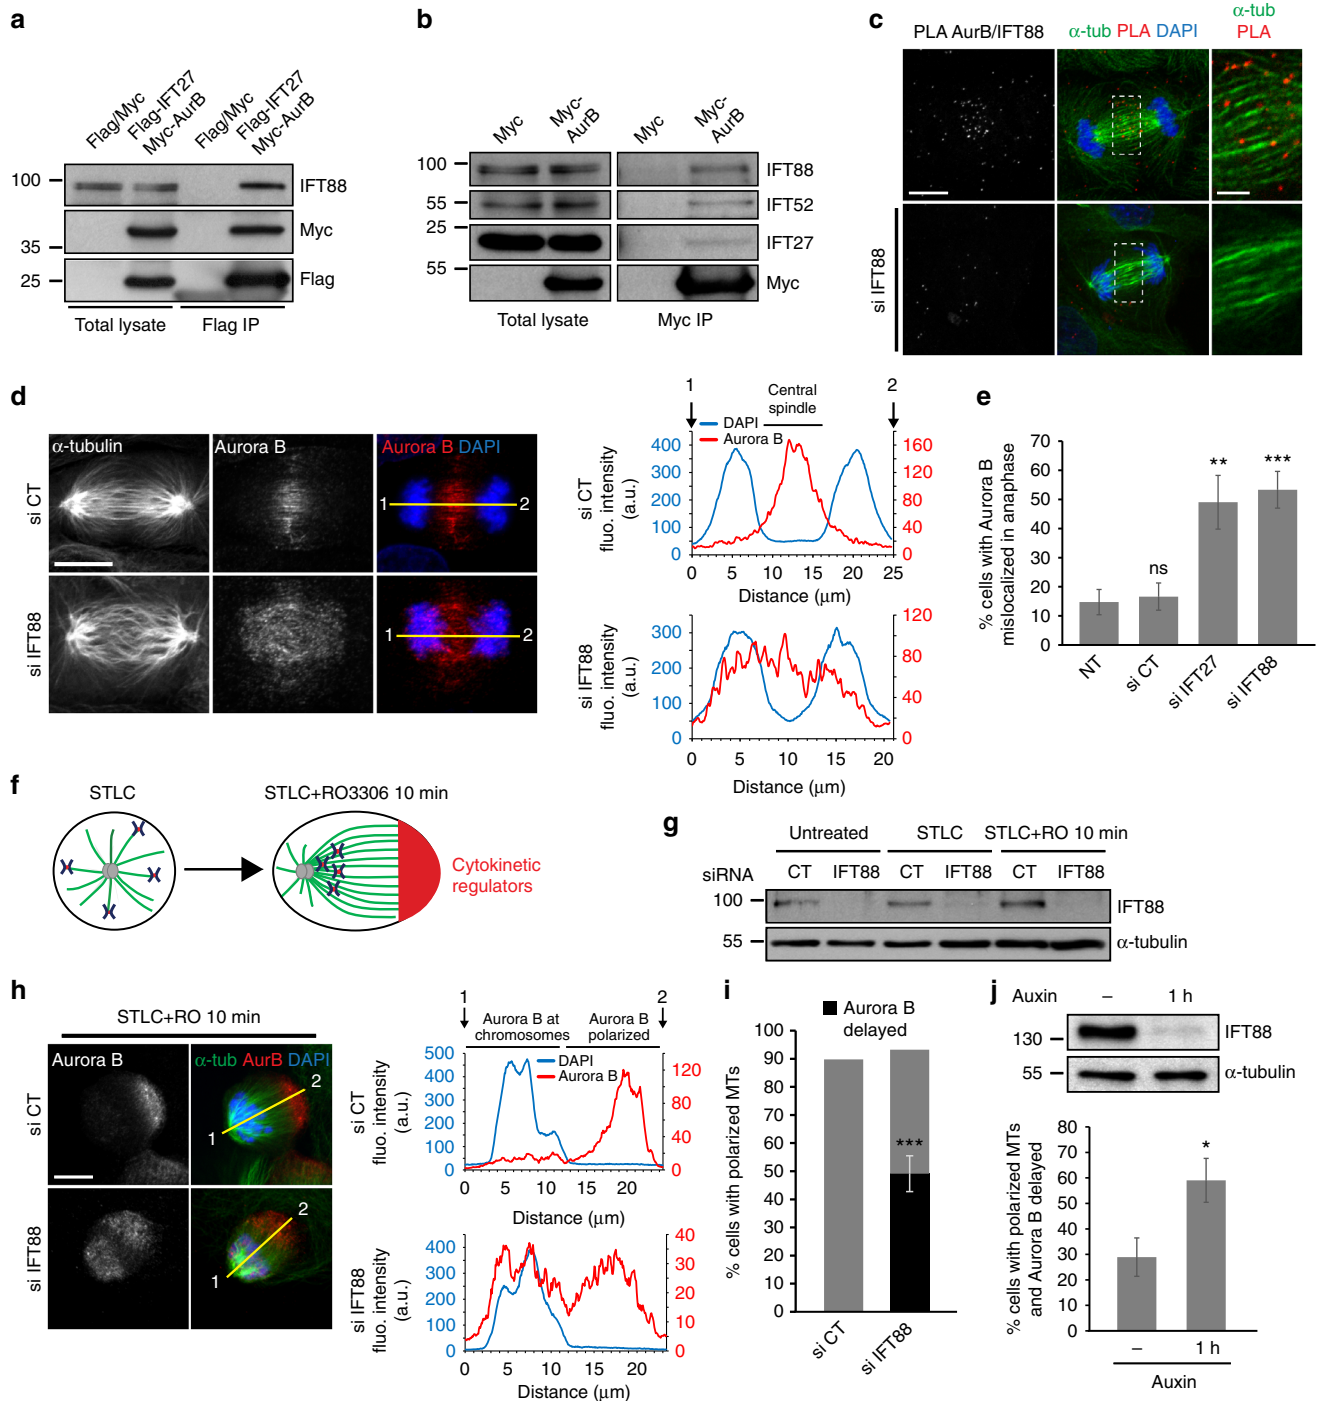 a
Flag/Myc
Flag-IFT27
Myc-AurB
Flag/Myc
Flag-IFT27
Myc-AurB
100
IFT88
Myc
35
25
Flag
Total lysate
Flag IP
b
Myc
Myc-
AurB
Myc
Myc-
AurB
100
IFT88
55
IFT52
25
IFT27
55
Myc
Total lysate
Myc IP
c
PLA AurB/IFT88
α-tub PLA DAPI
α-tub
PLA
si IFT88
d
α-tubulin
Aurora B
Aurora B DAPI
si CT
1
2
si IFT88
1
2
1
Central
spindle
2
DAPI
Aurora B
si CT
fluo. intensity
(a.u.)
400
300
200
100
0
160
120
80
40
0
0 5 10 15 20 25
Distance (μm)
si IFT88
fluo. intensity
(a.u.)
300
200
100
0
120
80
40
0
0 5 10 15 20
Distance (μm)
e
% cells with Aurora B
mislocalized in anaphase
70
60
50
40
30
20
10
0
ns
**
***
NT
si CT
si IFT27
si IFT88
f
STLC
STLC+RO3306 10 min
Cytokinetic
regulators
g
Untreated
STLC
STLC+RO 10 min
siRNA
CT IFT88 CT IFT88 CT IFT88
100
IFT88
55
α-tubulin
h
STLC+RO 10 min
Aurora B
α-tub AurB DAPI
si CT
1
2
si IFT88
1
2
1
2
Aurora B at
chromosomes
Aurora B
polarized
DAPI
Aurora B
si CT
fluo. intensity
(a.u.)
500
400
300
200
100
0
120
80
40
0
0 5 10 15 20
Distance (μm)
si IFT88
fluo. intensity
(a.u.)
400
300
200
100
0
40
30
20
10
0
0 5 10 15 20
Distance (μm)
i
Aurora B
delayed
% cells with polarized MTs
100
90
80
70
60
50
40
30
20
10
0
***
si CT
si IFT88
j
Auxin
–
1 h
130
IFT88
55
α-tubulin
% cells with polarized MTs
and Aurora B delayed
80
70
60
50
40
30
20
10
0
*
–
1 h
Auxin